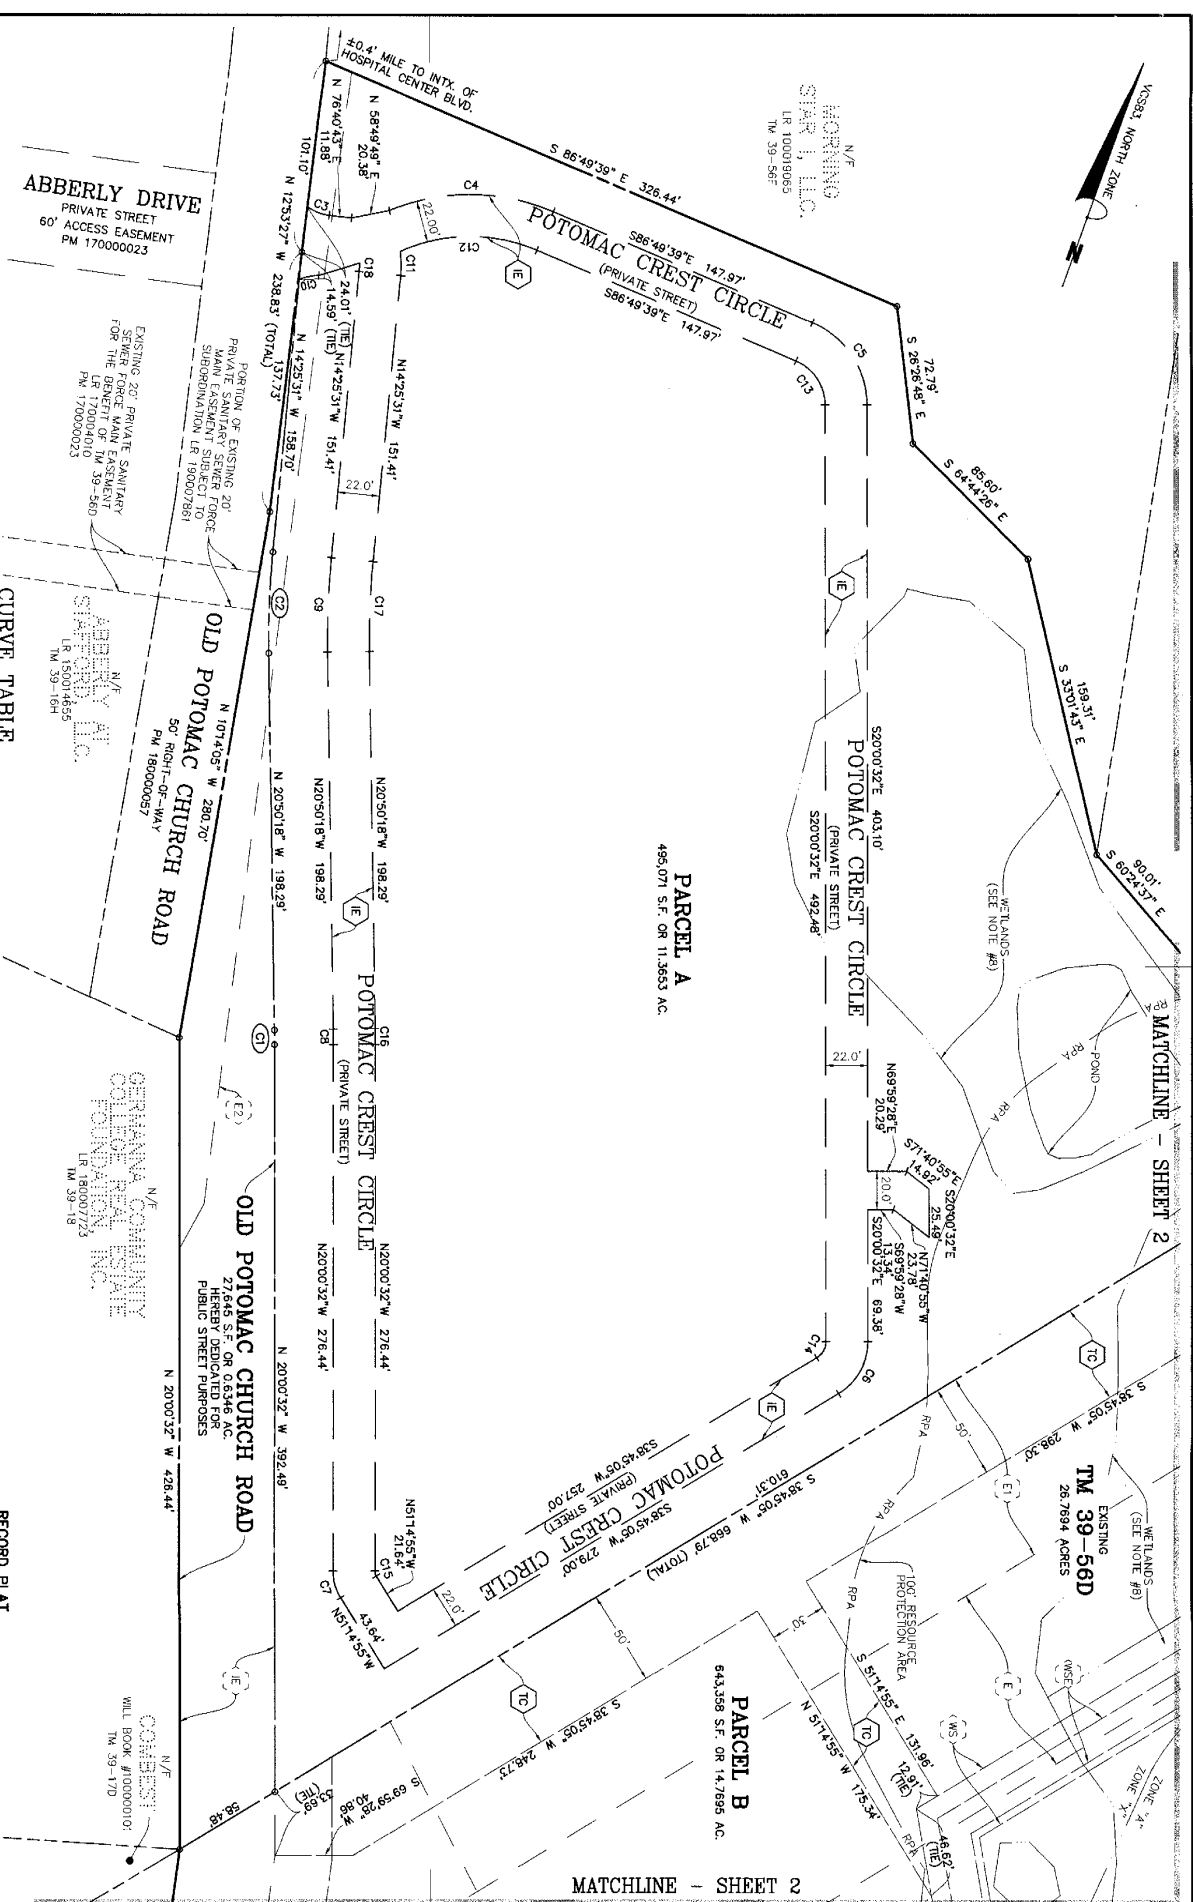 VCS83, NORTH ZONE
N
N/F
MORNING
STAR I, LLC.
LR 100019065
TM 39-56F
±0.4' MILE TO INTX. OF
HOSPITAL CENTER BLVD.
S 86°49'39" E 326.44'
N 58°49'49" E
20.38'
N 76°40'43" E
11.88'
101.10'
C3
C4
22.00'
C12
IE
POTOMAC CREST CIRCLE
S86°49'39"E 147.97'
(PRIVATE STREET)
S86°49'39"E 147.97'
C5
C13
72.79'
S 26°26'48" E
85.60'
S 64°44'26" E
159.31'
S 33°01'43" E
90.01'
S 60°24'37" E
ABBERLY DRIVE
PRIVATE STREET
60' ACCESS EASEMENT
PM 170000023
N 12°53'27" W 238.83' (TOTAL)
137.73'
C10
C18
C11
24.01' (TIE)
14.59' (TIE)
N 14°25'31" W 158.70'
N14°25'31"W 151.41'
N14°25'31"W 151.41'
22.0'
PORTION OF EXISTING 20'
PRIVATE SANITARY SEWER FORCE
MAIN EASEMENT SUBJECT TO
SUBORDINATION LR 190007861
EXISTING 20' PRIVATE SANITARY
SEWER FORCE MAIN EASEMENT
FOR THE BENEFIT OF TM 39-56D
LR 170004010
PM 170000023
C2
C9
C17
N/F
ABBERLY AT
STAFFORD, LLC.
LR 150014655
TM 39-16H
CURVE TABLE
N 10°14'05" W 280.70'
OLD POTOMAC CHURCH ROAD
50' RIGHT-OF-WAY
PM 180000057
N 20°50'18" W 198.29'
N20°50'18"W 198.29'
N20°50'18"W 198.29'
IE
IE
WETLANDS
(SEE NOTE #8)
S20°00'32"E 403.10'
POTOMAC CREST CIRCLE
(PRIVATE STREET)
S20°00'32"E 492.48'
PARCEL A
495,071 S.F. OR 11.3653 AC.
MATCHLINE - SHEET 2
RPA
RPA
POND
RPA
C1
C8
C16
POTOMAC CREST CIRCLE
(PRIVATE STREET)
22.0'
N69°59'28"E
20.29'
S71°40'55"E
14.92'
S20°00'32"E
25.49'
20.0'
N71°40'55"W
23.78'
S69°59'28"W
13.34'
S20°00'32"E 69.38'
C14
C6
E2
N/F
GERMANNA COMMUNITY
COLLEGE REAL ESTATE
FOUNDATION, INC.
LR 180007723
TM 39-18
OLD POTOMAC CHURCH ROAD
27,645 S.F. OR 0.6346 AC.
HEREBY DEDICATED FOR
PUBLIC STREET PURPOSES
N 20°00'32" W 426.44'
N 20°00'32" W 392.49'
N20°00'32"W 276.44'
N20°00'32"W 276.44'
N51°14'55"W
21.64'
C15
C7
43.64'
N51°14'55"W
22.0'
IE
S38°45'05"W 257.00'
(PRIVATE STREET)
POTOMAC CREST CIRCLE
S38°45'05"W 279.00'
610.31'
S 38°45'05" W 668.79' (TOTAL)
TC
50'
S 38°45'05" W 298.30'
E1
RPA
RPA
RPA
100' RESOURCE
PROTECTION AREA
EXISTING
TM 39-56D
26.7694 ACRES
WETLANDS
(SEE NOTE #8)
WSE
E
WS
ZONE "A"
ZONE "X"
30'
S 51°14'55" E 131.96'
12.91'
(TIE)
TC
N 51°14'55" W 175.34'
46.62'
(TIE)
RPA
PARCEL B
643,358 S.F. OR 14.7695 AC.
50'
TC
S 38°45'05" W 248.73'
S 69°59'28" W
40.86'
33.69'
(TIE)
58.48'
IE
N/F
COMBEST
WILL BOOK #10000010
TM 39-17D
RECORD PLAT
MATCHLINE - SHEET 2